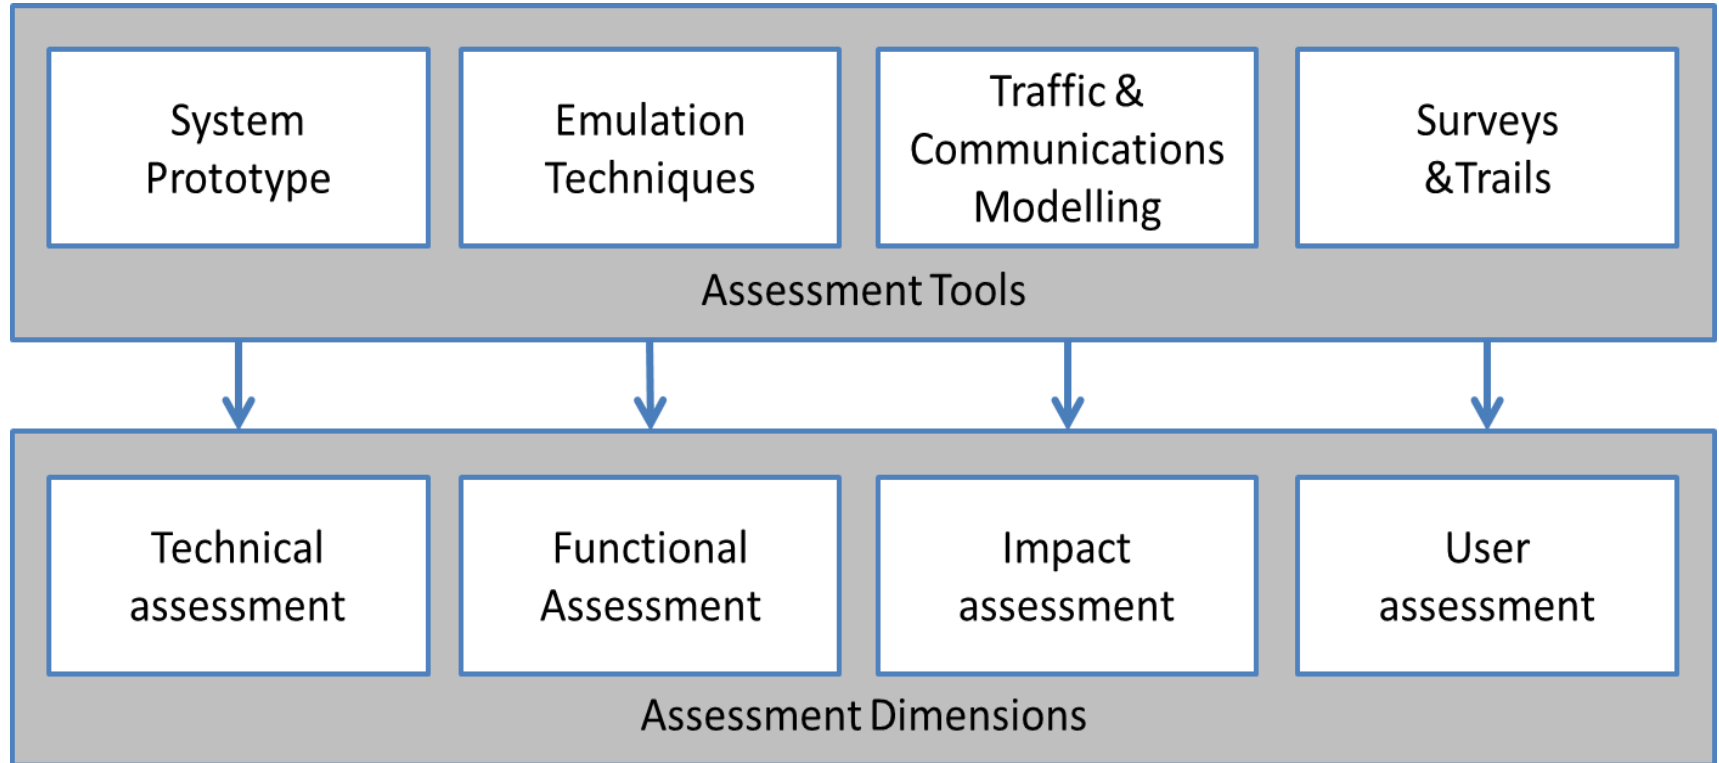 System
Prototype
Emulation
Techniques
Traffic &
Communications
Modelling
Surveys
&Trails
Assessment Tools
Technical
assessment
Functional
Assessment
Impact
assessment
User
assessment
Assessment Dimensions